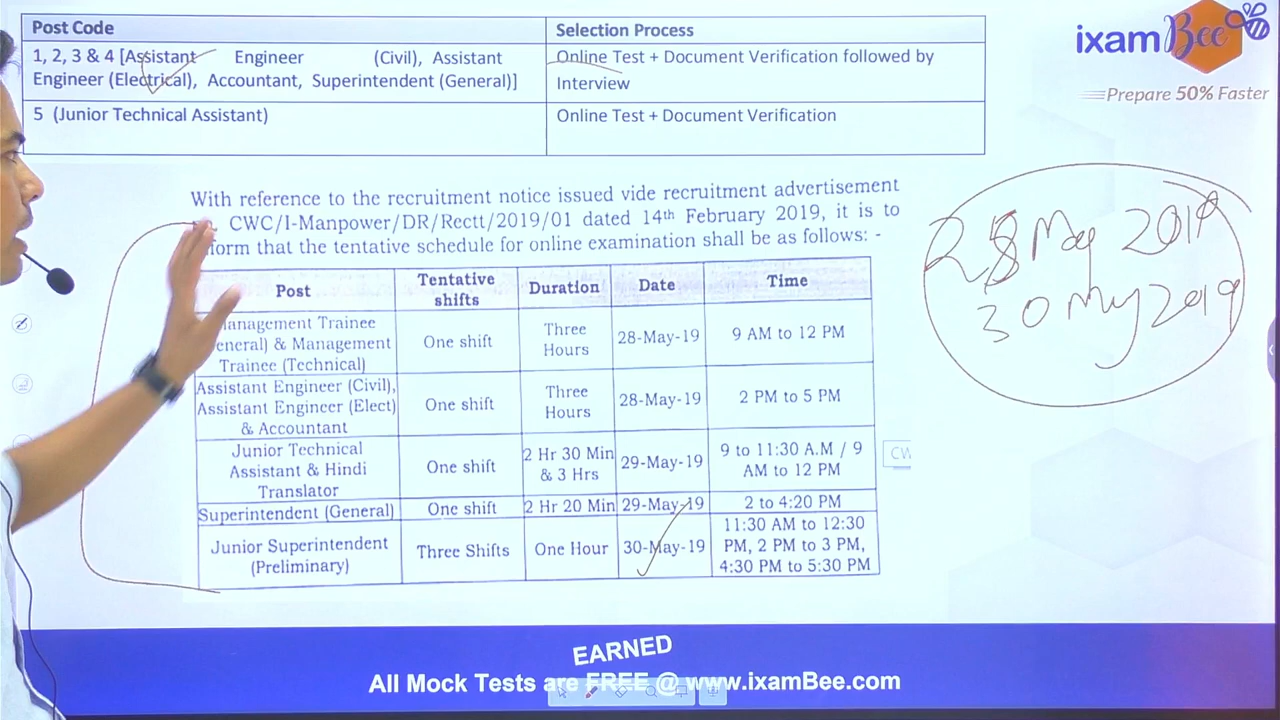 Post Code
Selection Process
1, 2, 3 & 4 [Assistant Engineer (Civil), Assistant
Engineer (Electrical), Accountant, Superintendent (General)]
Online Test + Document Verification followed by
Interview
5 (Junior Technical Assistant)
Online Test + Document Verification
ixamBee
Prepare 50% Faster
With reference to the recruitment notice issued vide recruitment advertisement
CWC/I-Manpower/DR/Rectt/2019/01 dated 14th February 2019, it is to
form that the tentative schedule for online examination shall be as follows: -
Post
Tentative
shifts
Duration
Date
Time
anagement Trainee
eneral) & Management
Trainee (Technical)
One shift
Three
Hours
28-May-19
9 AM to 12 PM
Assistant Engineer (Civil),
Assistant Engineer (Elect)
& Accountant
One shift
Three
Hours
28-May-19
2 PM to 5 PM
Junior Technical
Assistant & Hindi
Translator
One shift
2 Hr 30 Min
& 3 Hrs
29-May-19
9 to 11:30 A.M / 9
AM to 12 PM
Superintendent (General)
One shift
2 Hr 20 Min
29-May-19
2 to 4:20 PM
Junior Superintendent
(Preliminary)
Three Shifts
One Hour
30-May-19
11:30 AM to 12:30
PM, 2 PM to 3 PM,
4:30 PM to 5:30 PM
28 May 2019
30 May 2019
CW
EARNED
All Mock Tests are FREE @ www.ixamBee.com